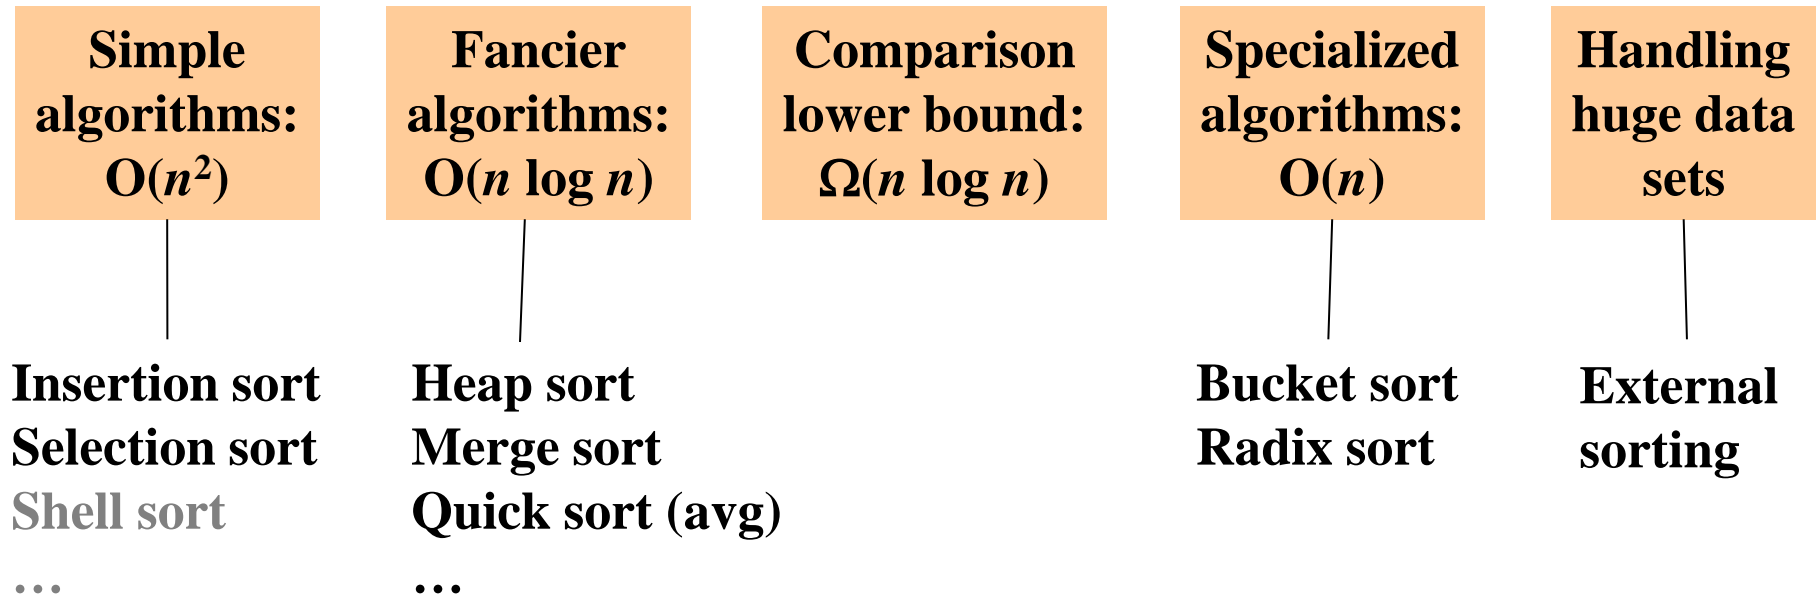 Simple
algorithms:
O(n²)
Fancier
algorithms:
O(n log n)
Comparison
lower bound:
Ω(n log n)
Specialized
algorithms:
O(n)
Handling
huge data
sets
Insertion sort
Selection sort
Shell sort
…
Heap sort
Merge sort
Quick sort (avg)
…
Bucket sort
Radix sort
External
sorting